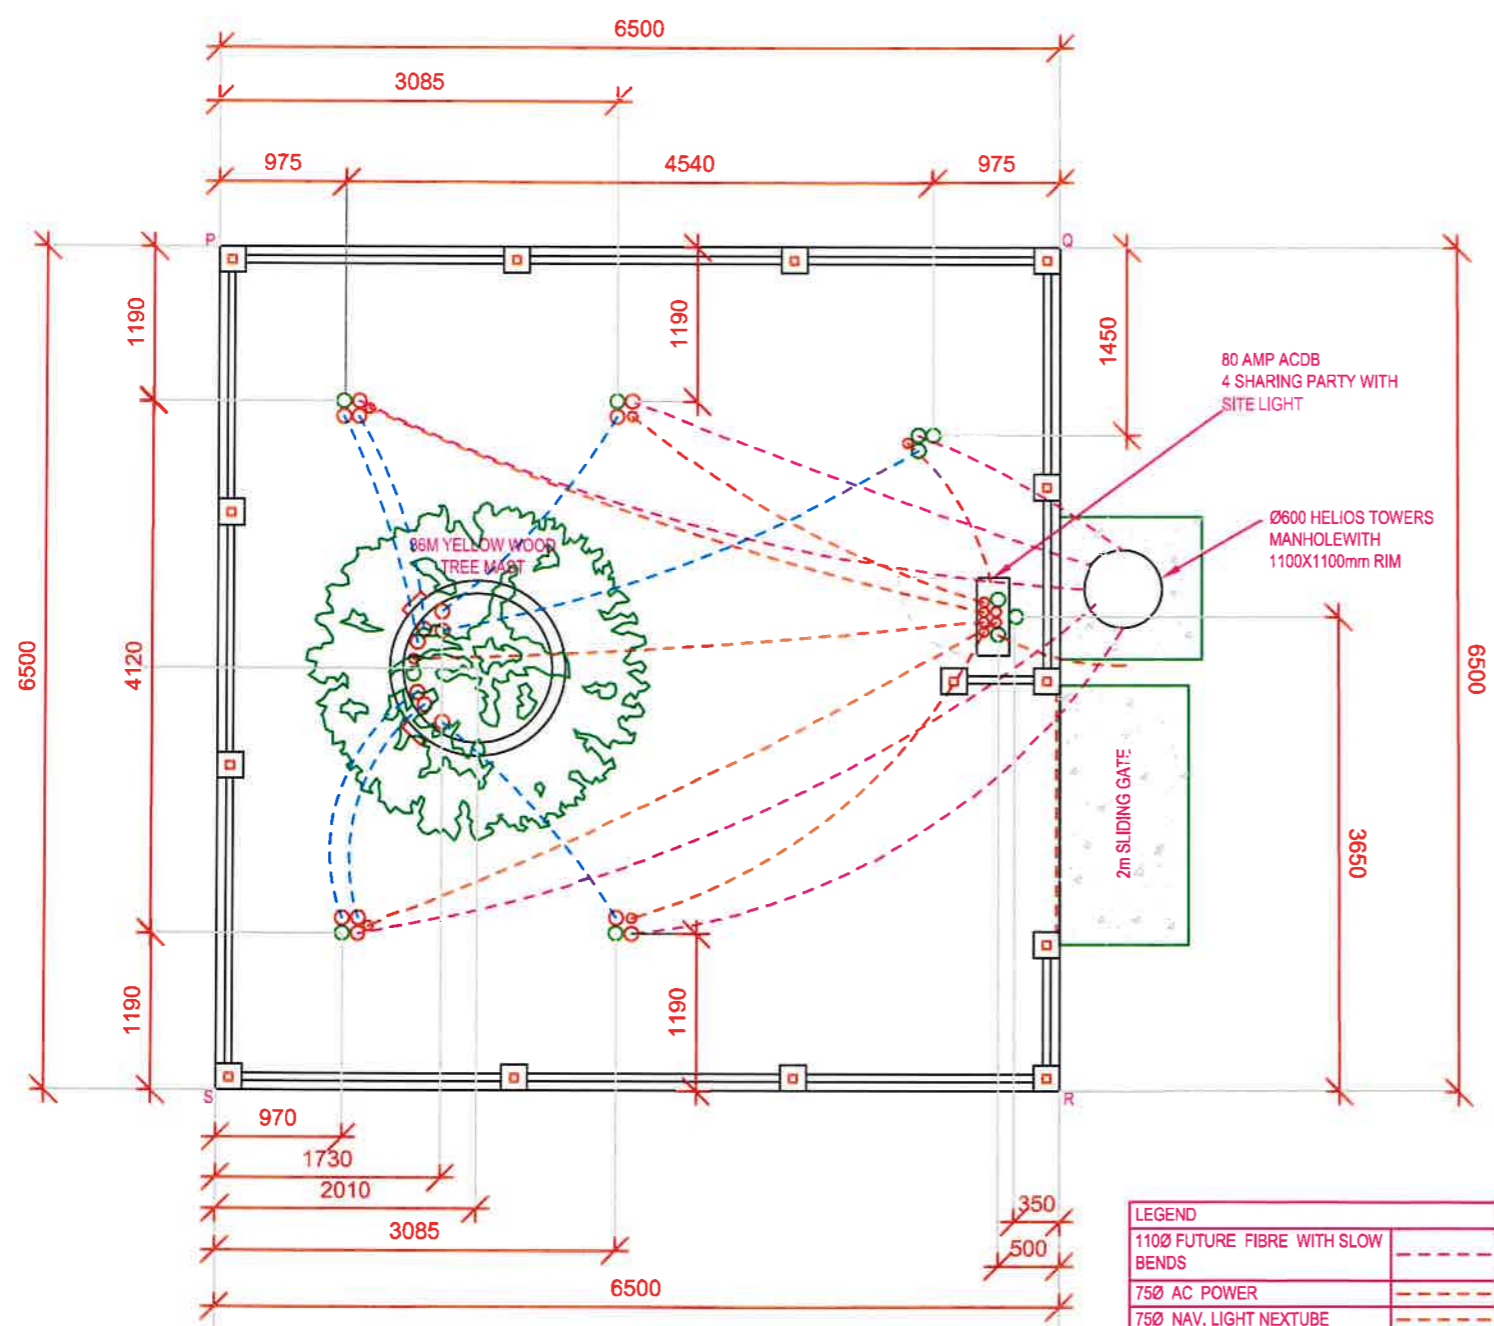 6500
3085
975
4540
975
P
Q
1190
1190
1450
80 AMP ACDB
4 SHARING PARTY WITH
SITE LIGHT
Ø600 HELIOS TOWERS
MANHOLEWITH
1100X1100mm RIM
36M YELLOW WOOD
TREE MAST
6500
4120
6500
2m SLIDING GATE
3650
1190
1190
S
R
970
1730
2010
3085
350
500
6500
LEGEND
110Ø FUTURE FIBRE WITH SLOW
BENDS
75Ø AC POWER
75Ø NAV. LIGHT NEXTUBE